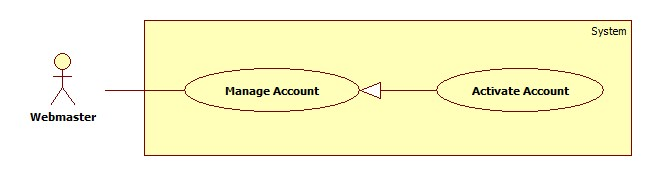 System
Manage Account
Activate Account
Webmaster